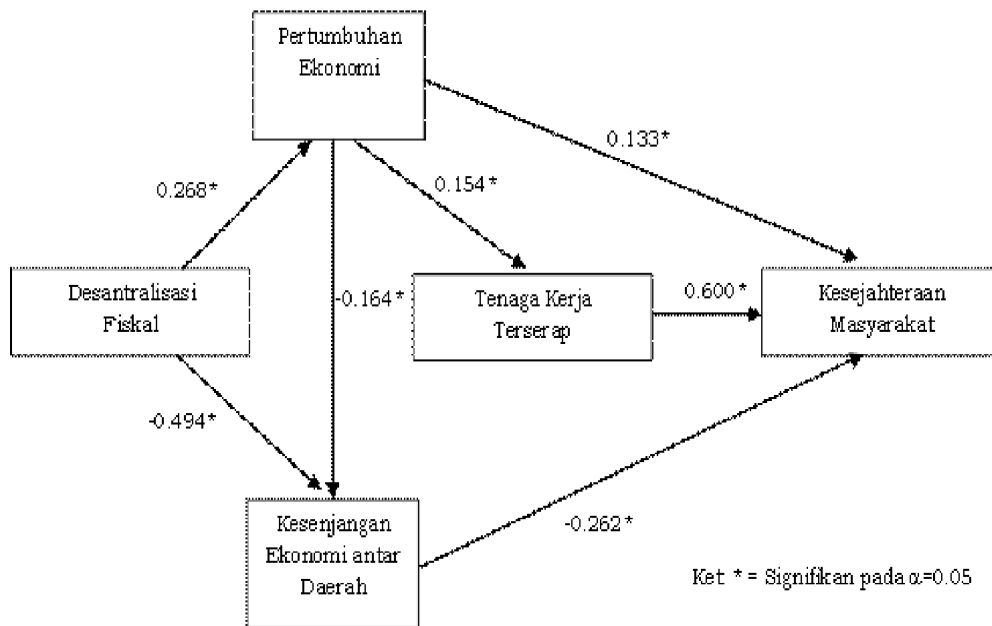 Pertumbuhan
Ekonomi
0.133*
0.268*
0.154*
Desantralisasi
Fiskal
-0.164*
Tenaga Kerja
Terserap
0.600*
Kesejahteraan
Masyarakat
-0.494*
Kesenjangan
Ekonomi antar
Daerah
-0.262*
Ket * = Signifikan pada α=0.05